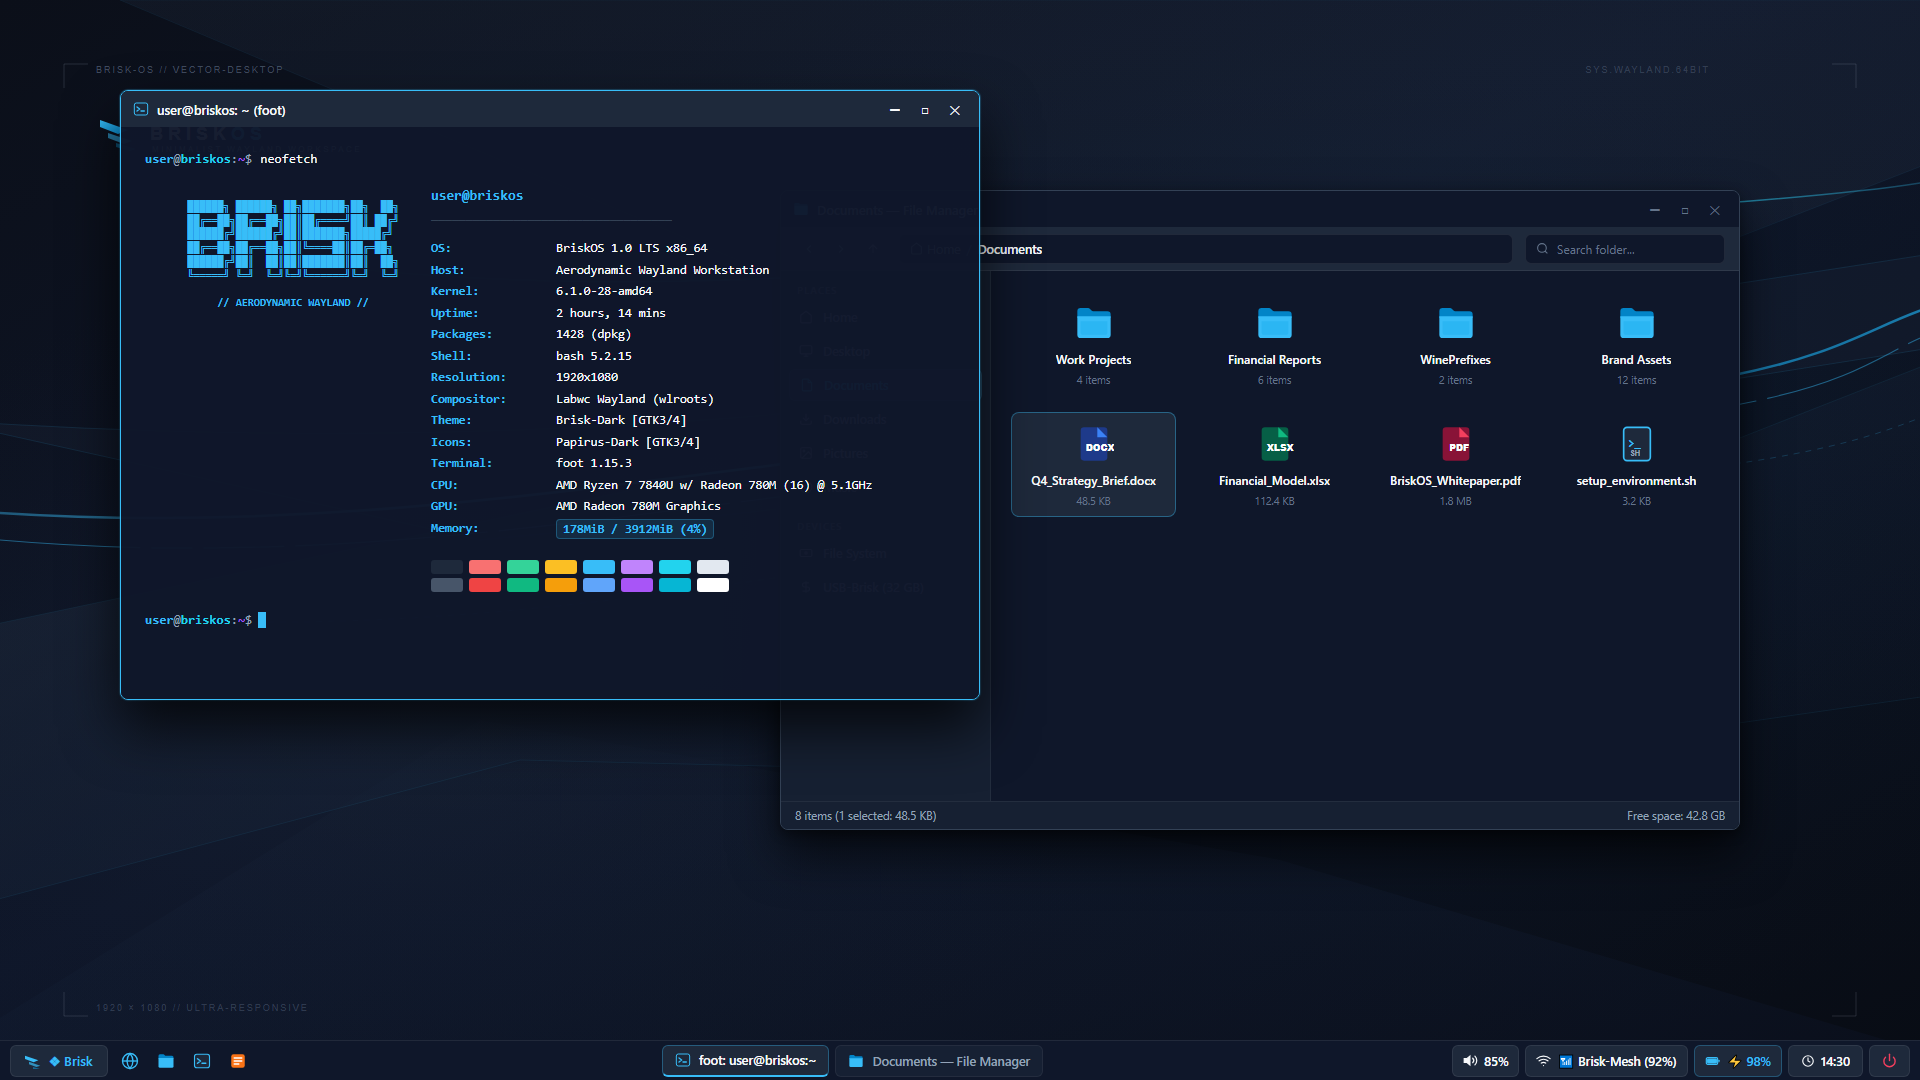 BRISK-OS // VECTOR-DESKTOP
SYS.WAYLAND.64BIT
user@briskos: ~ (foot)
BRISKOS
user@briskos:~$ neofetch
BRISK
// AERODYNAMIC WAYLAND //
user@briskos
OS: BriskOS 1.0 LTS x86_64
Host: Aerodynamic Wayland Workstation
Kernel: 6.1.0-28-amd64
Uptime: 2 hours, 14 mins
Packages: 1428 (dpkg)
Shell: bash 5.2.15
Resolution: 1920x1080
Compositor: Labwc Wayland (wlroots)
Theme: Brisk-Dark [GTK3/4]
Icons: Papirus-Dark [GTK3/4]
Terminal: foot 1.15.3
CPU: AMD Ryzen 7 7840U w/ Radeon 780M (16) @ 5.1GHz
GPU: AMD Radeon 780M Graphics
Memory: 178MiB / 3912MiB (4%)
user@briskos:~$
Documents — File Manager
Documents
Search folder...
Work Projects
4 items
Financial Reports
6 items
WinePrefixes
2 items
Brand Assets
12 items
DOCX
Q4_Strategy_Brief.docx
48.5 KB
XLSX
Financial_Model.xlsx
112.4 KB
PDF
BriskOS_Whitepaper.pdf
1.8 MB
SH
setup_environment.sh
3.2 KB
8 items (1 selected: 48.5 KB)
Free space: 42.8 GB
1920 × 1080 // ULTRA-RESPONSIVE
❖ Brisk
foot: user@briskos:~
Documents — File Manager
85%
Brisk-Mesh (92%)
⚡ 98%
14:30